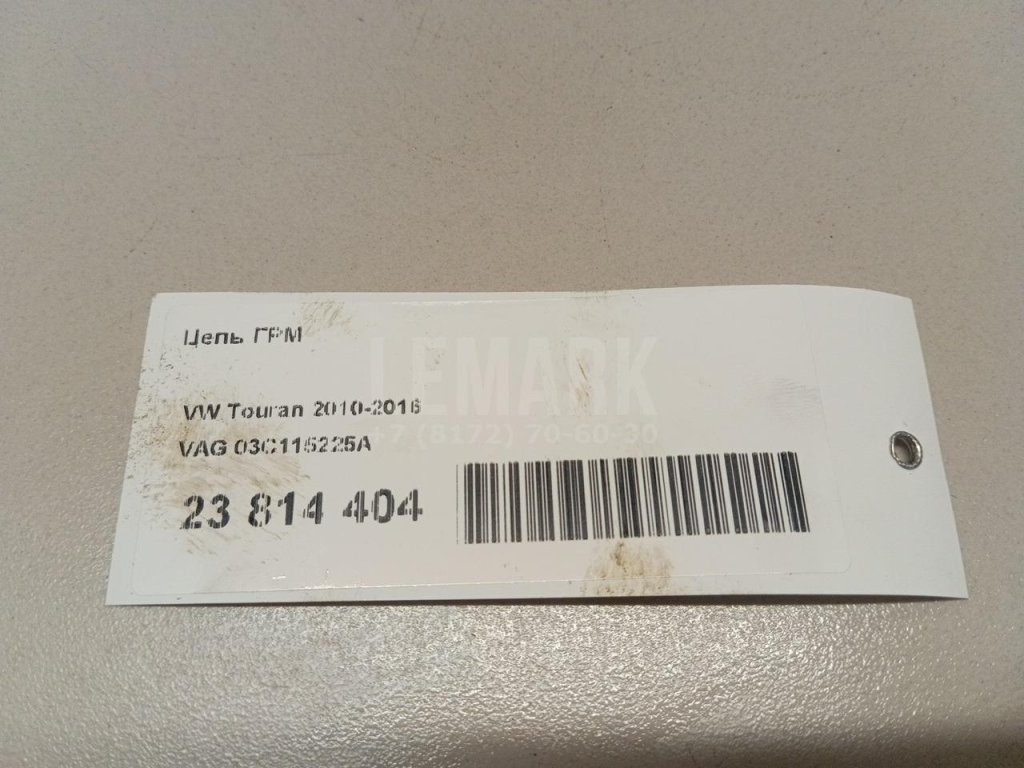 Цепь ГРМ
LEMARK
VW Touran 2010-2016
+7 (8172) 70-60-30
VAG 03C115225A
23 814 404